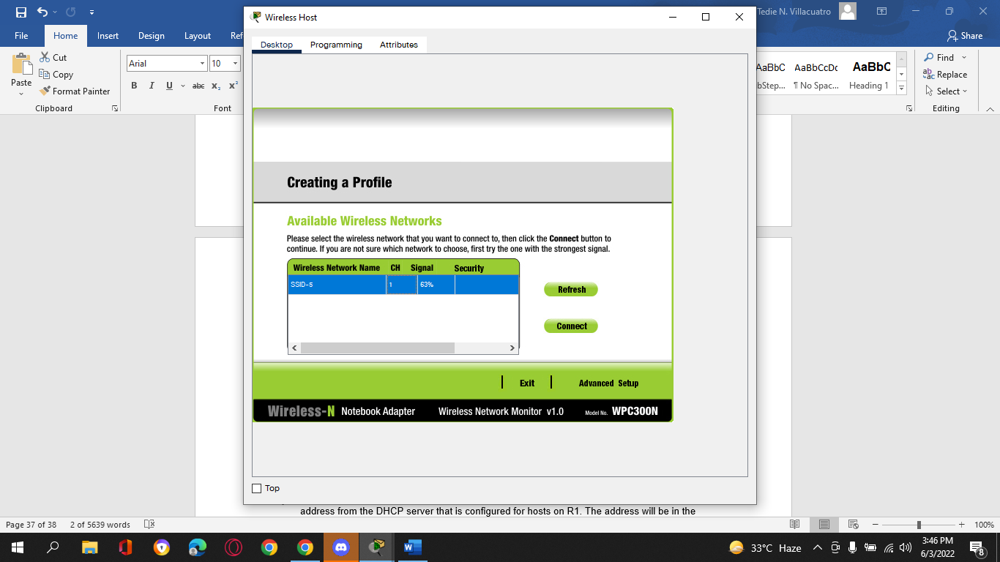 Wireless Host
Tedie N. Villacuatro
File
Home
Insert
Design
Layout
Ref
Share
Desktop
Programming
Attributes
Paste
Cut
Copy
Format Painter
Clipboard
Arial
10
B I U abc x₂ x²
Font
AaBbC
AaBbCcDc
AaBbC
bStep...
¶ No Spac...
Heading 1
Find
Replace
Select
Editing
Creating a Profile
Available Wireless Networks
Please select the wireless network that you want to connect to, then click the Connect button to
continue. If you are not sure which network to choose, first try the one with the strongest signal.
Wireless Network Name CH Signal Security
SSID-5 1 63%
Refresh
Connect
Exit
Advanced Setup
Wireless-N Notebook Adapter Wireless Network Monitor v1.0 Model No. WPC300N
Top
address from the DHCP server that is configured for hosts on R1. The address will be in the
Page 37 of 38 2 of 5639 words 100%
33°C Haze
3:46 PM
6/3/2022
8